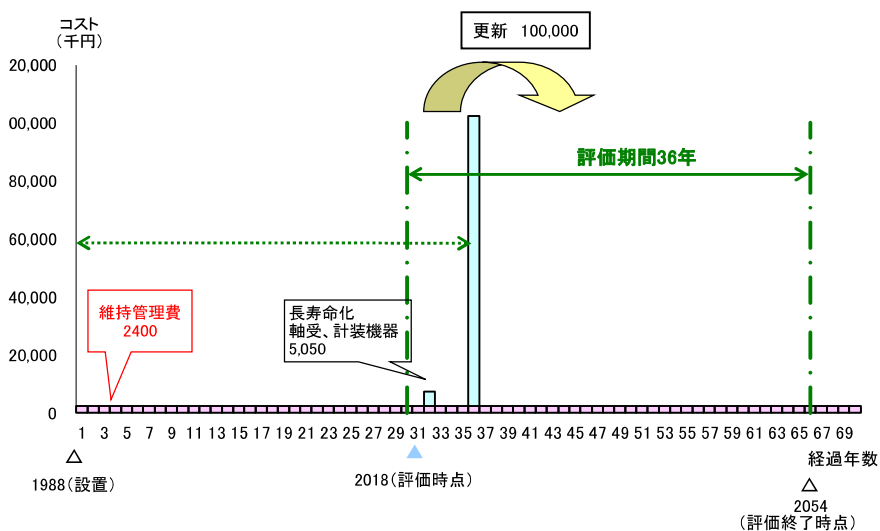 コスト
(千円)
更新 100,000
20,000
00,000
80,000
60,000
40,000
20,000
0
評価期間36年
維持管理費
2400
長寿命化
軸受、計装機器
5,050
1 3 5 7 9 11 13 15 17 19 21 23 25 27 29 31 33 35 37 39 41 43 45 47 49 51 53 55 57 59 61 63 65 67 69
経過年数
1988(設置)
2018(評価時点)
2054
(評価終了時点)